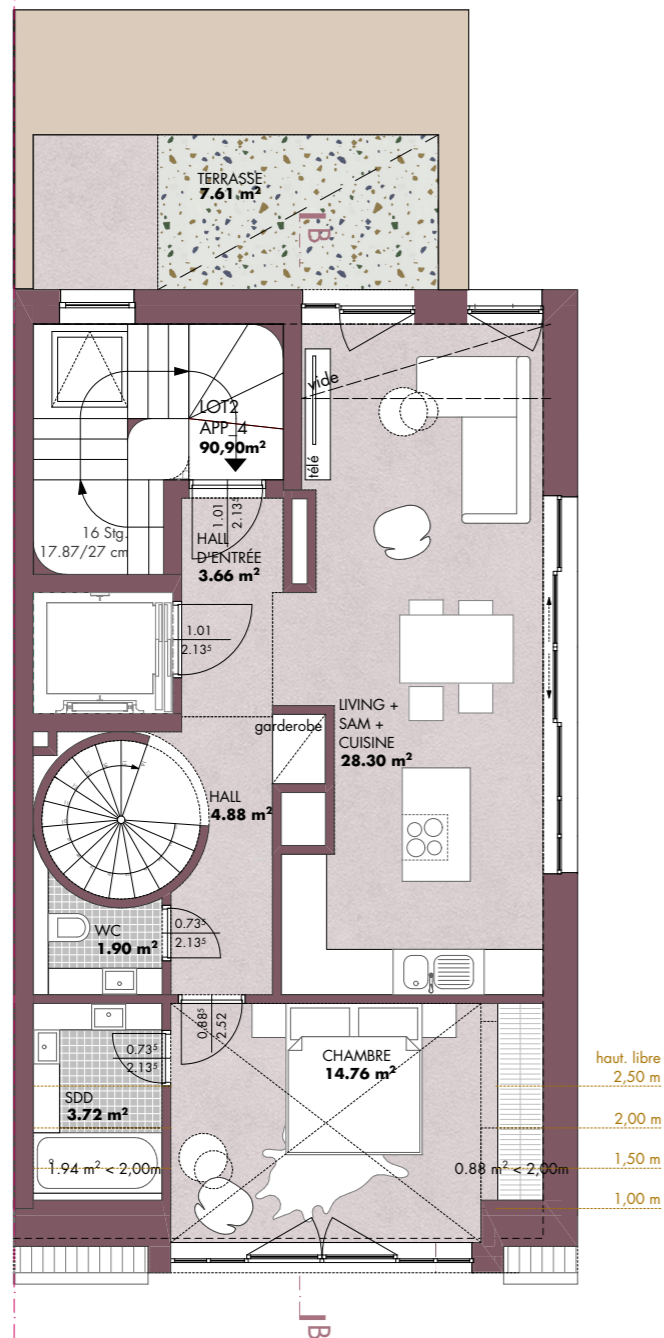 TERRASSE
7.61 m²
B
vide
télé
LOT2
APP_4
90,90m²
1.01
2.13⁵
16 Stg.
17.87/27 cm
HALL
D'ENTRÉE
3.66 m²
1.01
2.13⁵
garderobe
LIVING +
SAM +
CUISINE
28.30 m²
HALL
4.88 m²
WC
1.90 m²
0.73⁵
2.13⁵
0.88⁵
2.52
0.73⁵
2.13⁵
CHAMBRE
14.76 m²
SDD
3.72 m²
haut. libre
2,50 m
2,00 m
1,50 m
1,00 m
1.94 m² < 2,00m
0.88 m² < 2,00m
B